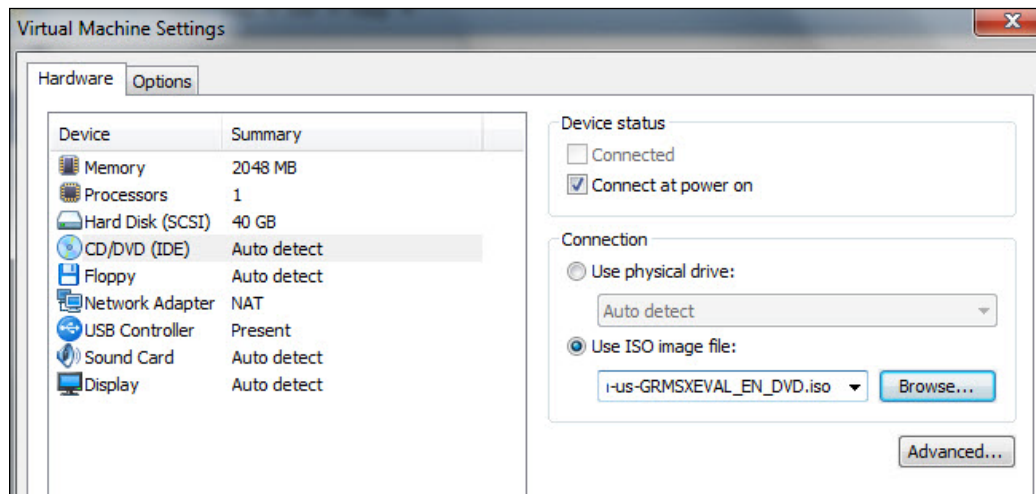 Virtual Machine Settings
Hardware Options
Device Summary
Memory 2048 MB
Processors 1
Hard Disk (SCSI) 40 GB
CD/DVD (IDE) Auto detect
Floppy Auto detect
Network Adapter NAT
USB Controller Present
Sound Card Auto detect
Display Auto detect
Device status
Connected
Connect at power on
Connection
Use physical drive:
Auto detect
Use ISO image file:
-us-GRMSXEVAL_EN_DVD.iso Browse...
Advanced...